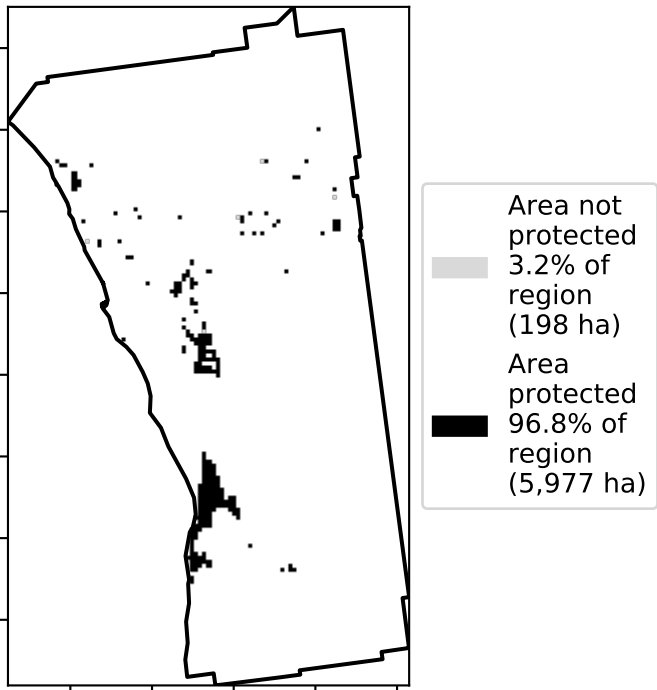 Area not
protected
3.2% of
region
(198 ha)
Area
protected
96.8% of
region
(5,977 ha)